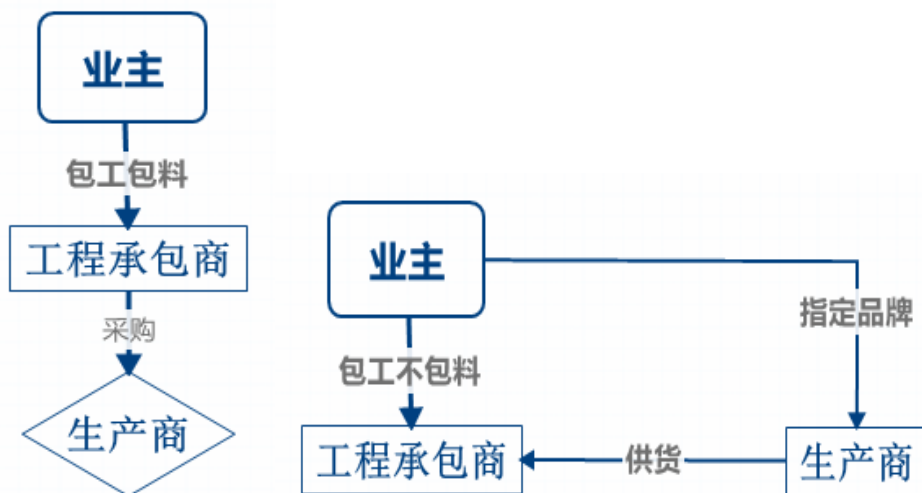 业主
包工包料
工程承包商
采购
生产商
业主
指定品牌
包工不包料
工程承包商
供货
生产商